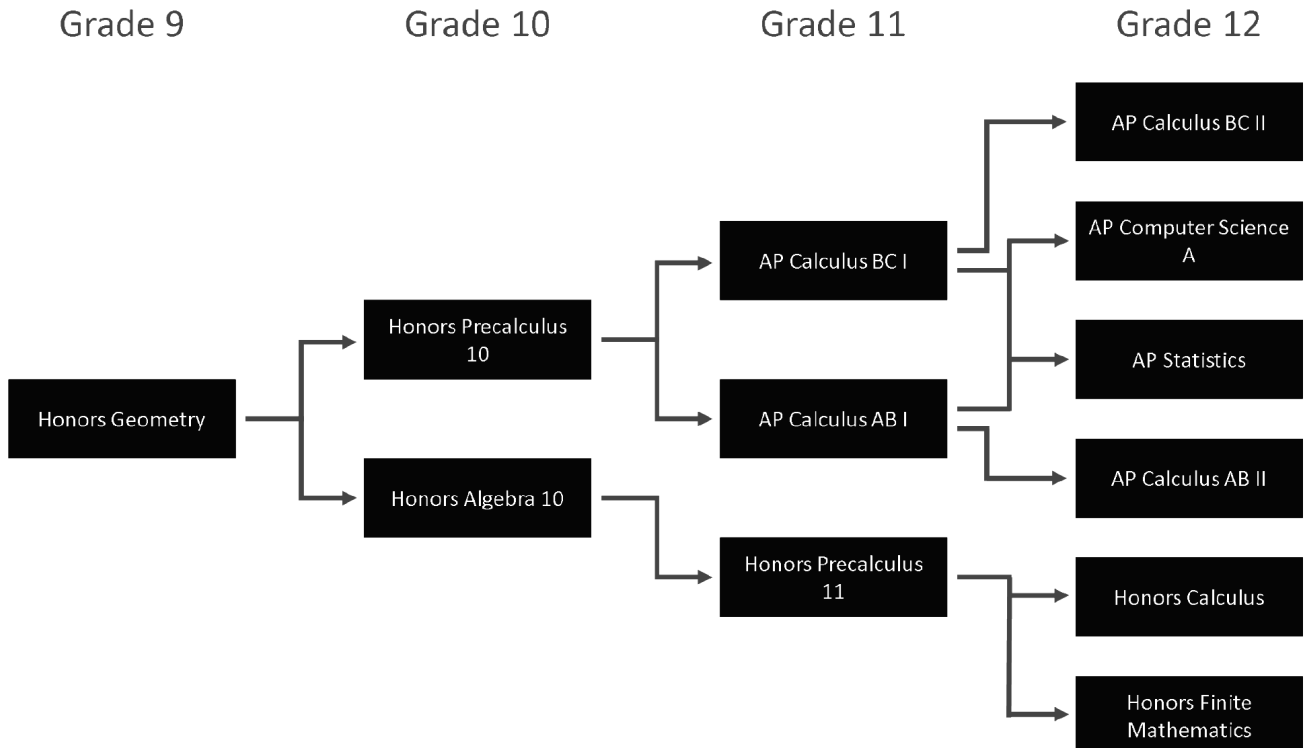 Grade 9
Grade 10
Grade 11
Grade 12
Honors Geometry
Honors Precalculus
10
Honors Algebra 10
AP Calculus BC I
AP Calculus AB I
Honors Precalculus
11
AP Calculus BC II
AP Computer Science
A
AP Statistics
AP Calculus AB II
Honors Calculus
Honors Finite
Mathematics